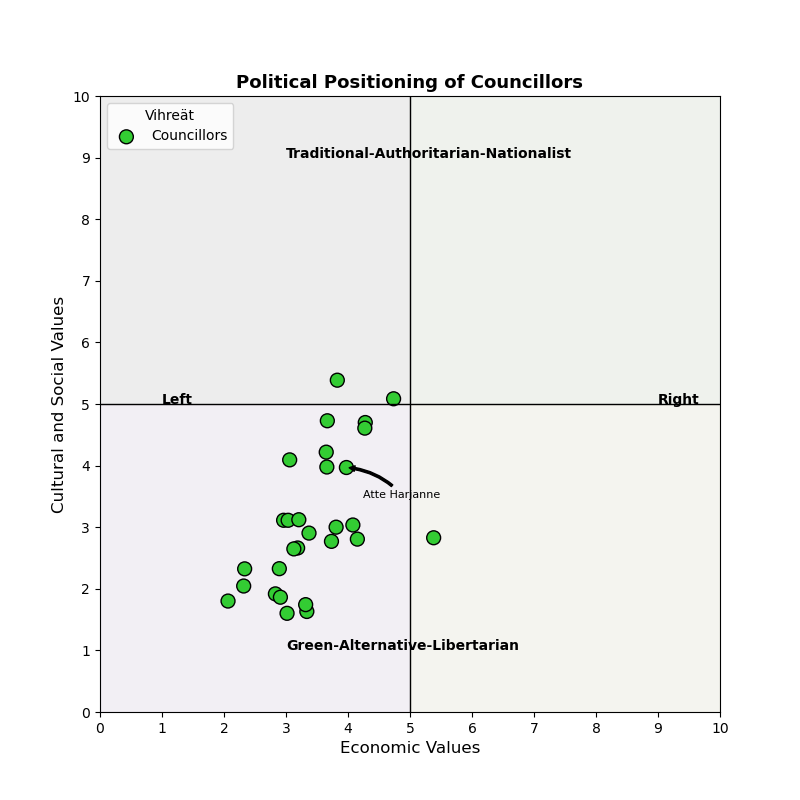 Political Positioning of Councillors
Vihreät
Councillors
Traditional-Authoritarian-Nationalist
Left
Right
Atte Harjanne
Green-Alternative-Libertarian
10
9
8
7
6
5
4
3
2
1
0
0 1 2 3 4 5 6 7 8 9 10
Cultural and Social Values
Economic Values